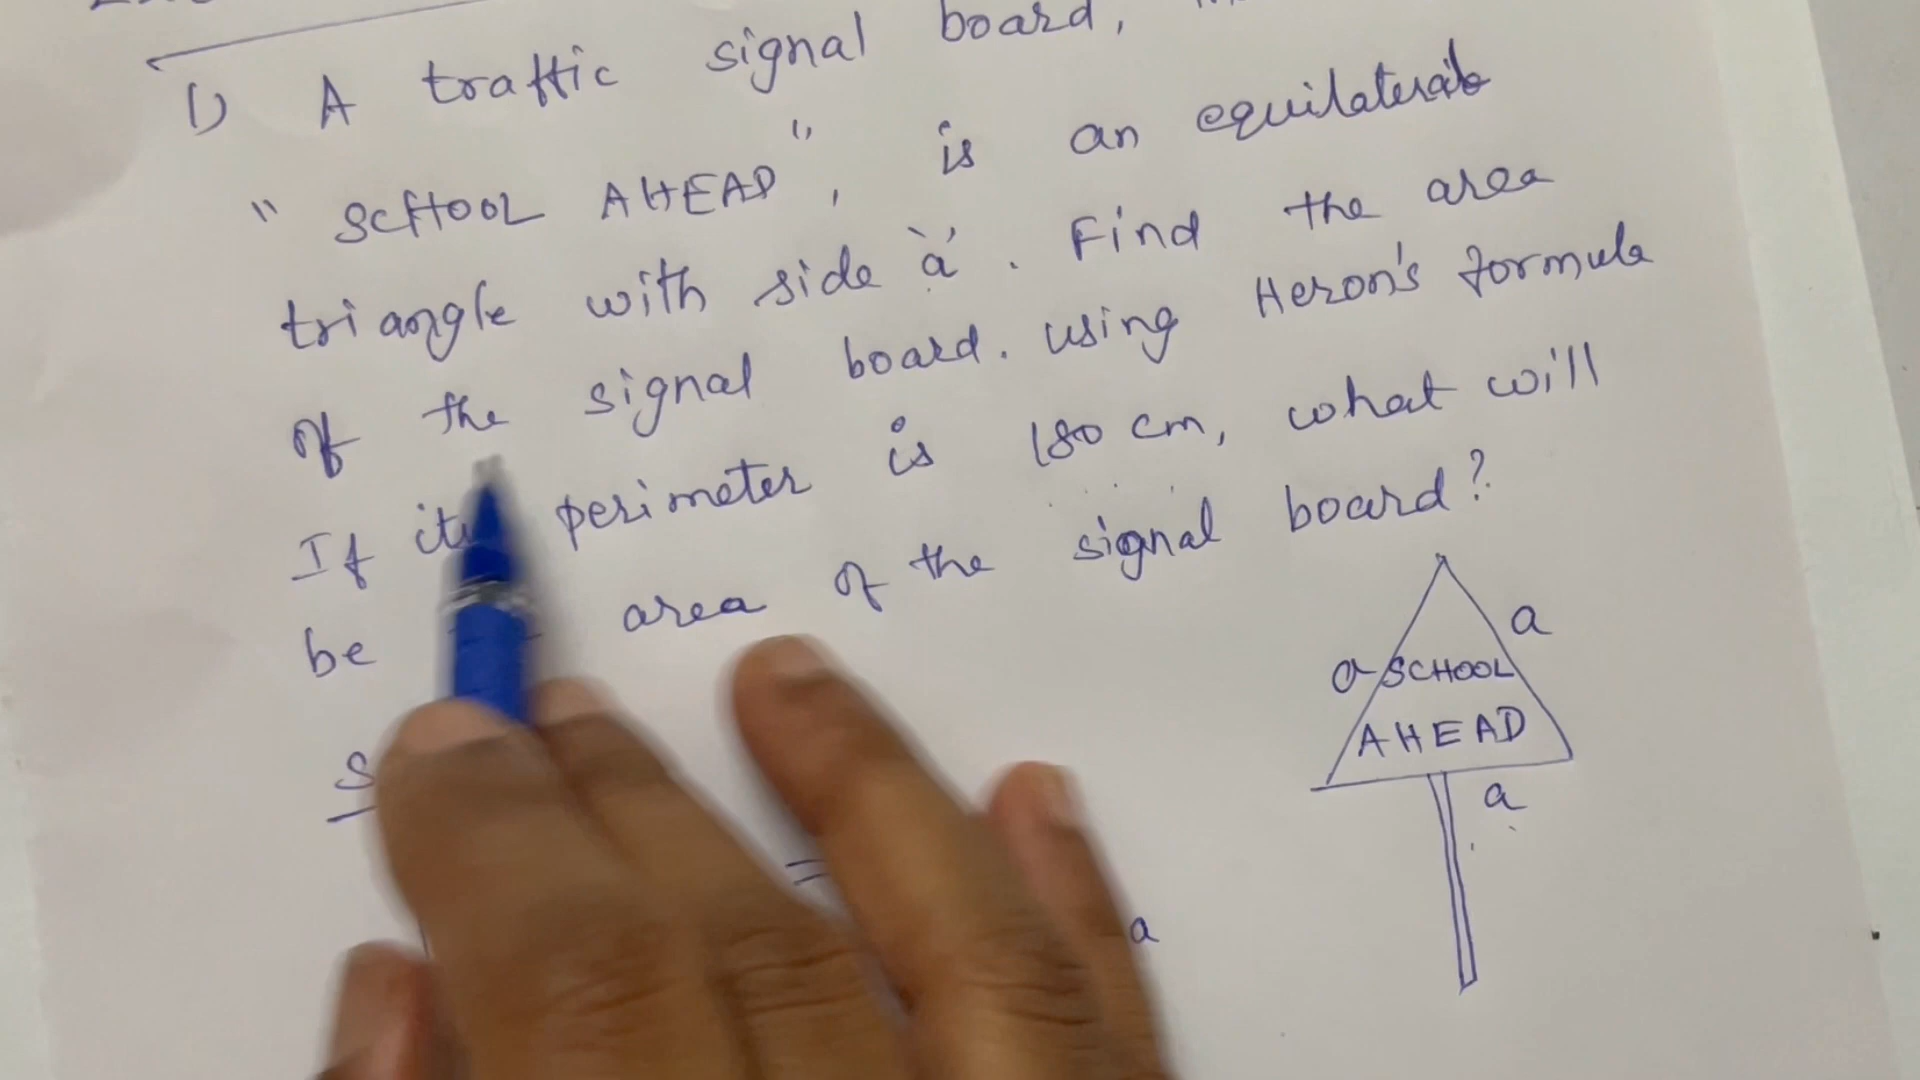 1) A traffic signal board,
" SCHOOL AHEAD ", is an equilateral
triangle with side 'a'. Find the area
of the signal board. using Heron's formula
If its perimeter is 180 cm, what will
be area of the signal board?
a
a SCHOOL
AHEAD
a
S
=
a